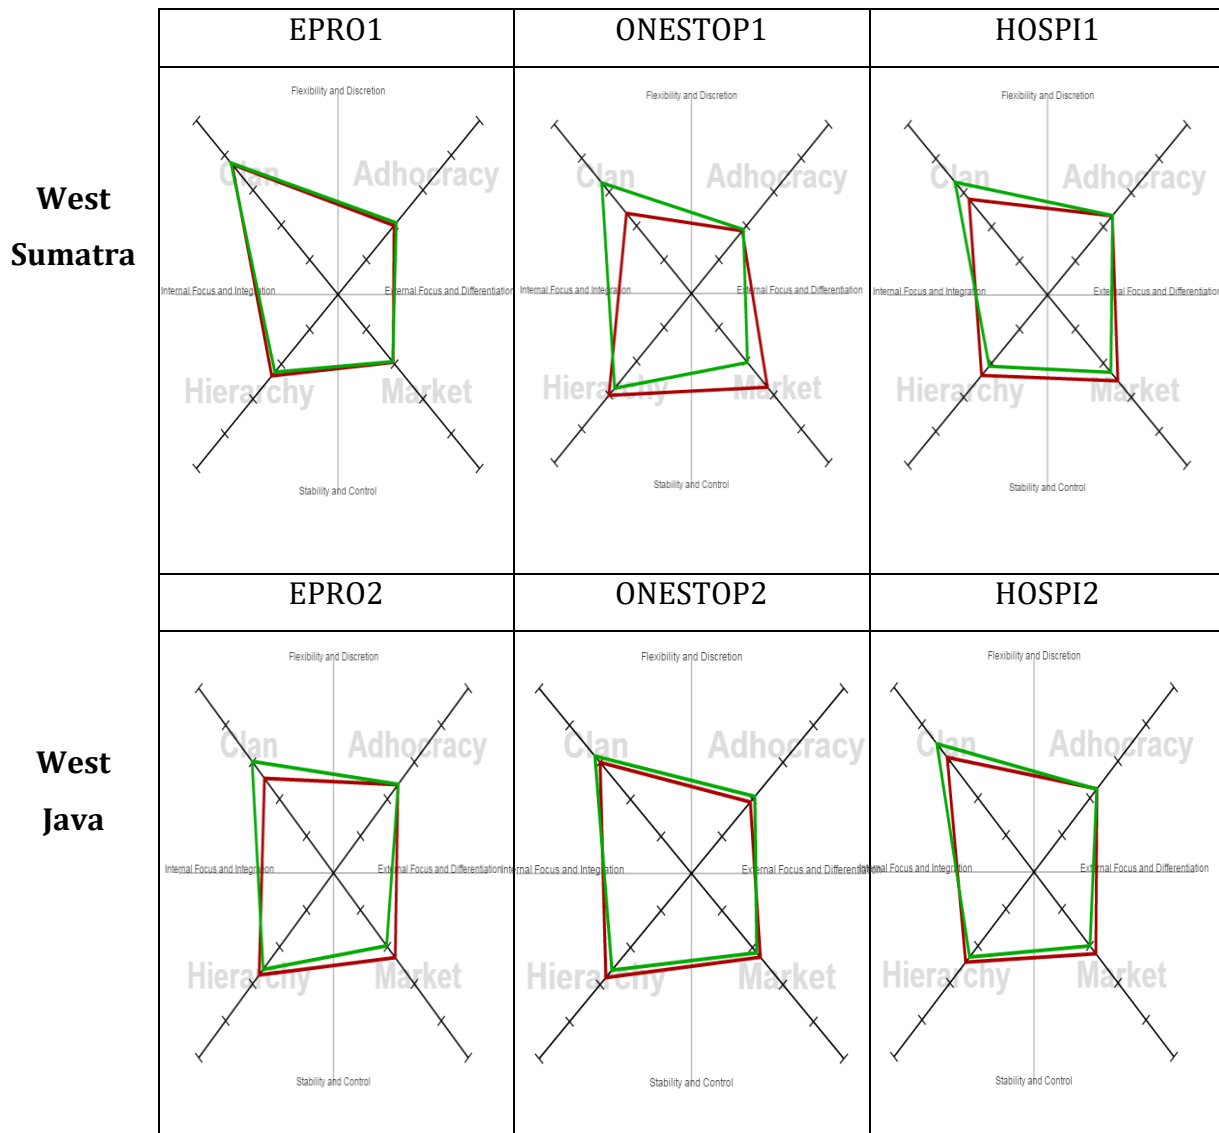 EPRO1
ONESTOP1
HOSPI1
West
Sumatra
Flexibility and Discretion
Clan
Adhocracy
Internal Focus and Integration
External Focus and Differentiation
Hierarchy
Market
Stability and Control
Flexibility and Discretion
Clan
Adhocracy
Internal Focus and Integration
External Focus and Differentiation
Hierarchy
Market
Stability and Control
Flexibility and Discretion
Clan
Adhocracy
Internal Focus and Integration
External Focus and Differentiation
Hierarchy
Market
Stability and Control
EPRO2
ONESTOP2
HOSPI2
West
Java
Flexibility and Discretion
Clan
Adhocracy
Internal Focus and Integration
External Focus and Differentiation
Hierarchy
Market
Stability and Control
Flexibility and Discretion
Clan
Adhocracy
Focus and Integration
External Focus and Differentiation
Hierarchy
Market
Stability and Control
Flexibility and Discretion
Clan
Adhocracy
Focus and Integration
External Focus and Differentiation
Hierarchy
Market
Stability and Control